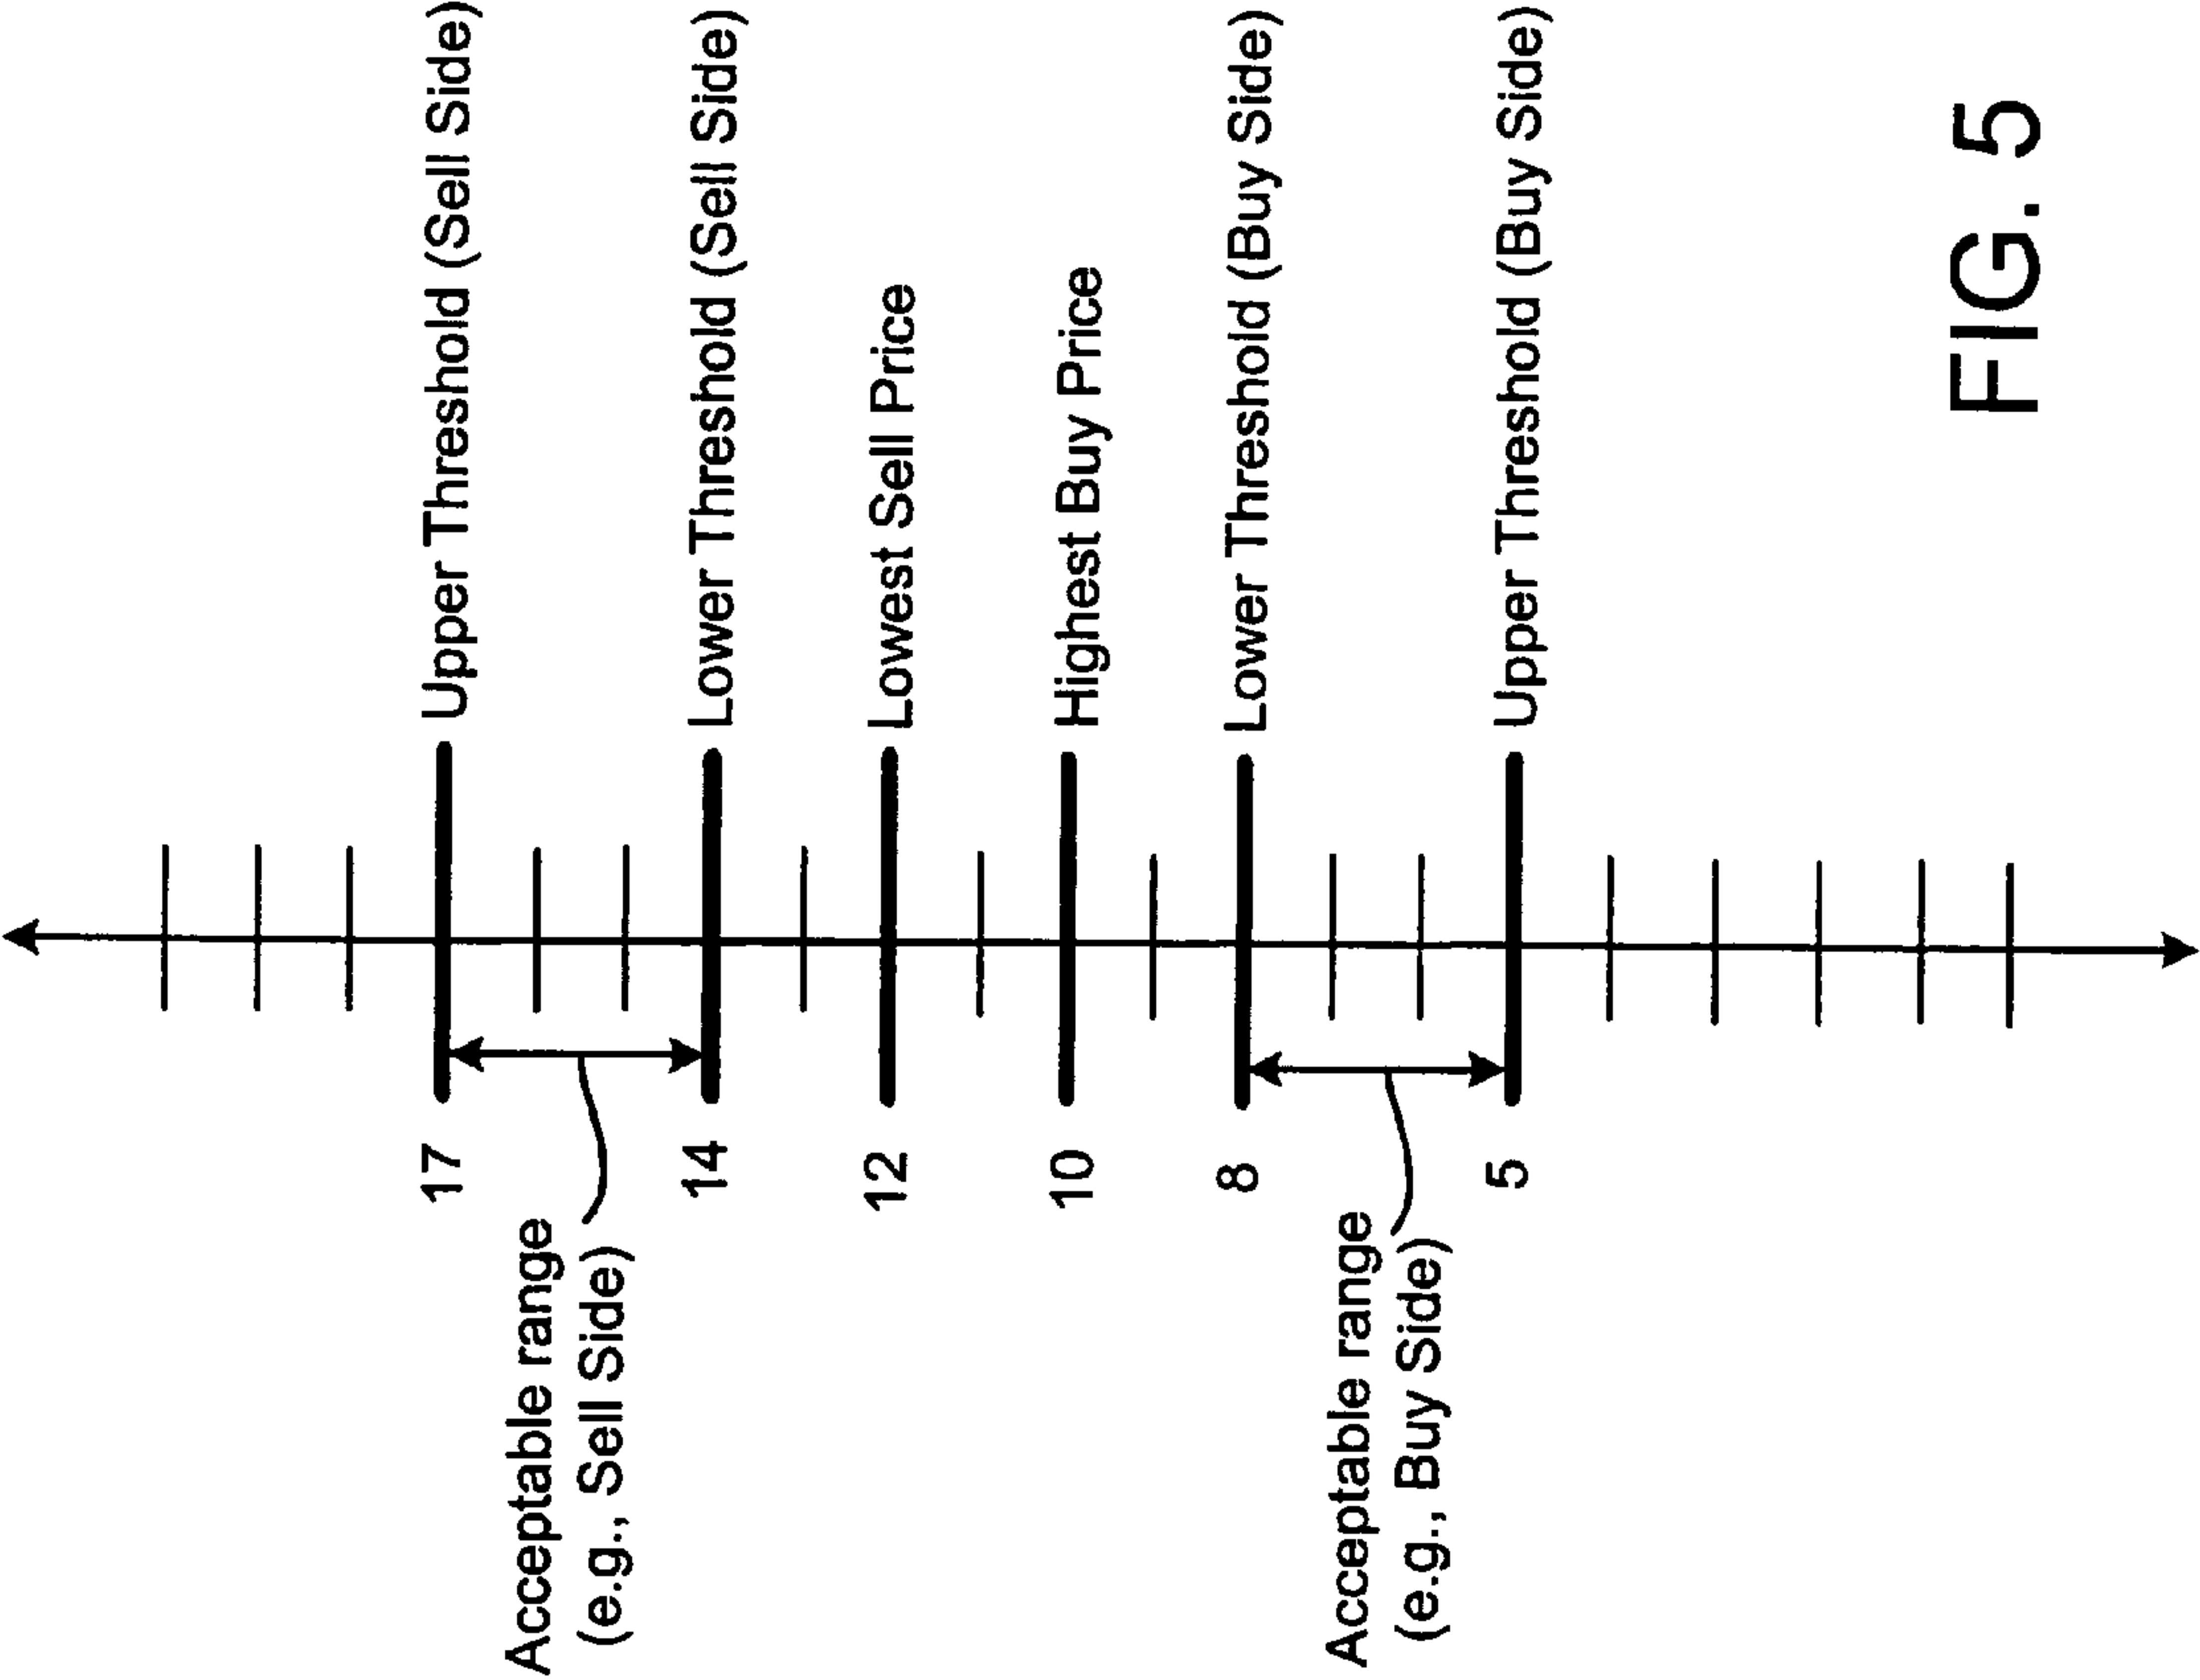 17
Upper Threshold (Sell Side)
Acceptable range
(e.g., Sell Side)
14
Lower Threshold (Sell Side)
12
Lowest Sell Price
10
Highest Buy Price
8
Lower Threshold (Buy Side)
Acceptable range
(e.g., Buy Side)
5
Upper Threshold (Buy Side)
FIG. 5